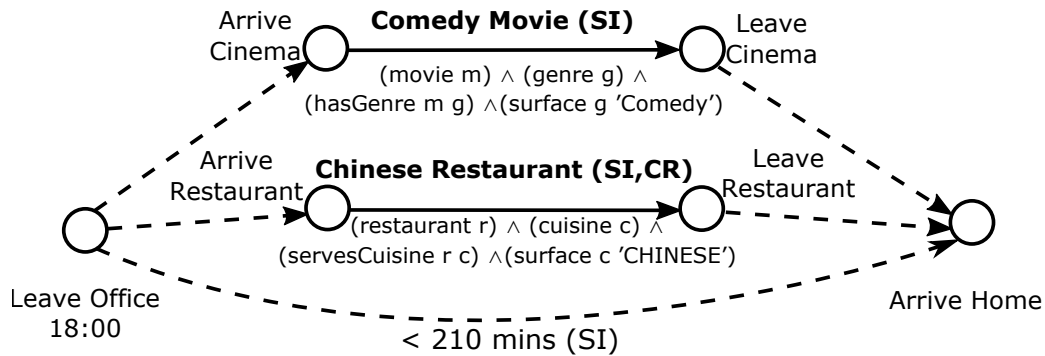 Arrive
Cinema
Comedy Movie (SI)
Leave
Cinema
(movie m) ∧ (genre g) ∧
(hasGenre m g) ∧(surface g ’Comedy’)
Arrive
Restaurant
Chinese Restaurant (SI,CR)
Leave
Restaurant
(restaurant r) ∧ (cuisine c) ∧
(servesCuisine r c) ∧(surface c ’CHINESE’)
Leave Office
18:00
Arrive Home
< 210 mins (SI)